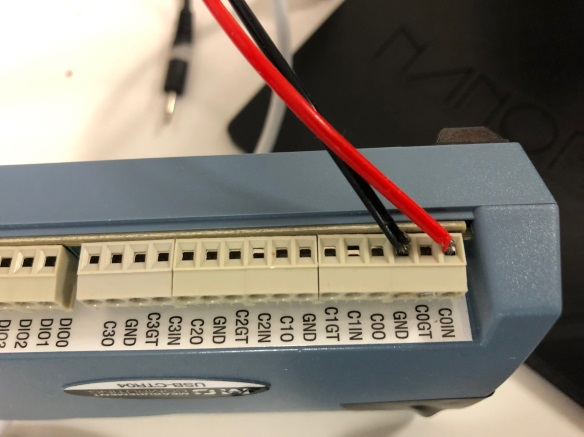 DIO3
DIO2
DIO1
DIO0
C3O
GND
C3GT
C3IN
C2O
GND
C2GT
C2IN
C1O
GND
C1GT
C1IN
C0O
GND
C0GT
C0IN
USB-CTR04